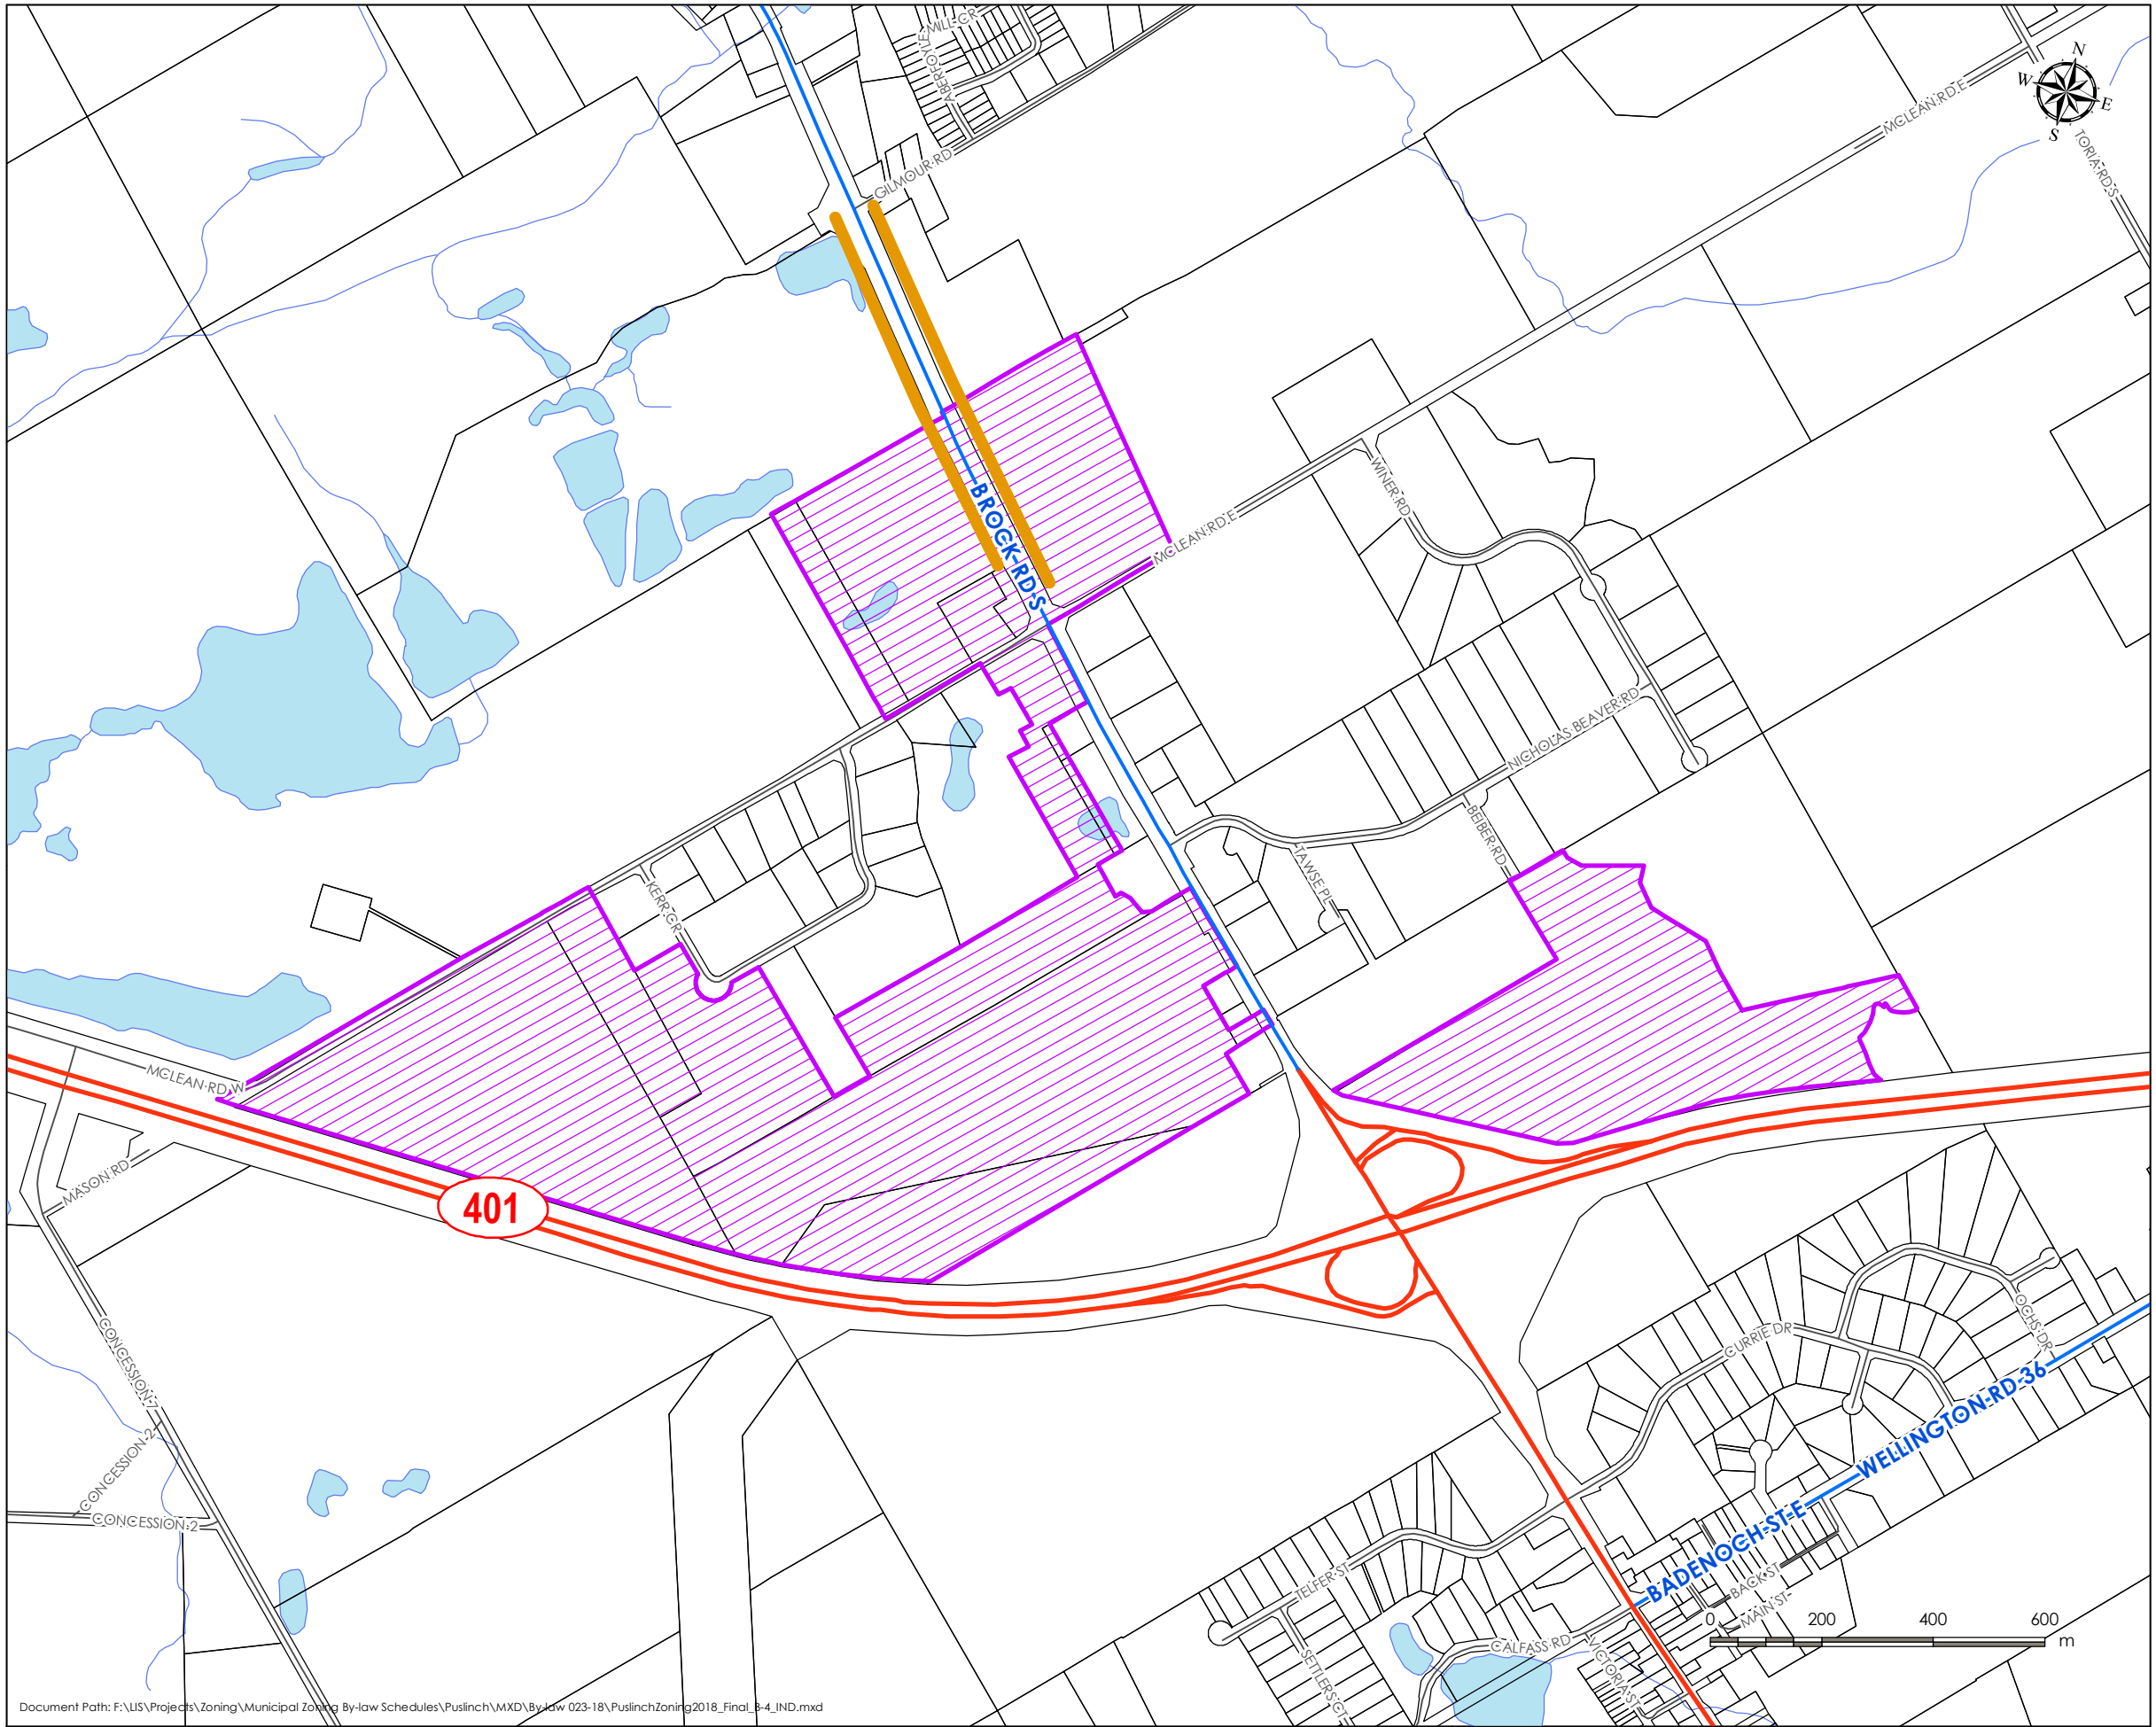 MILL CR
ABERFOYLE
GILMOUR RD
MCLEAN RD E
N
W
E
S
TORIA RD S
BROCK RD S
MCLEAN RD E
WINER RD
NICHOLAS BEAVER RD
BEIBER RD
TAWSE PL
KERR CR
MCLEAN RD W
MASON RD
401
CONCESSION 7
CONCESSION 2
CONCESSION 2
OCHS DR
CURRIE DR
WELLINGTON RD 36
BADENOCH ST E
BACK ST
MAIN ST
TELFER ST
CALFASS RD
SETTLERS CT
VICTORIA ST
0 200 400 600
m
Document Path: F:\LIS\Projects\Zoning\Municipal Zoning By-law Schedules\Puslinch\MXD\By-law 023-18\PuslinchZoning2018_Final_B-4_IND.mxd